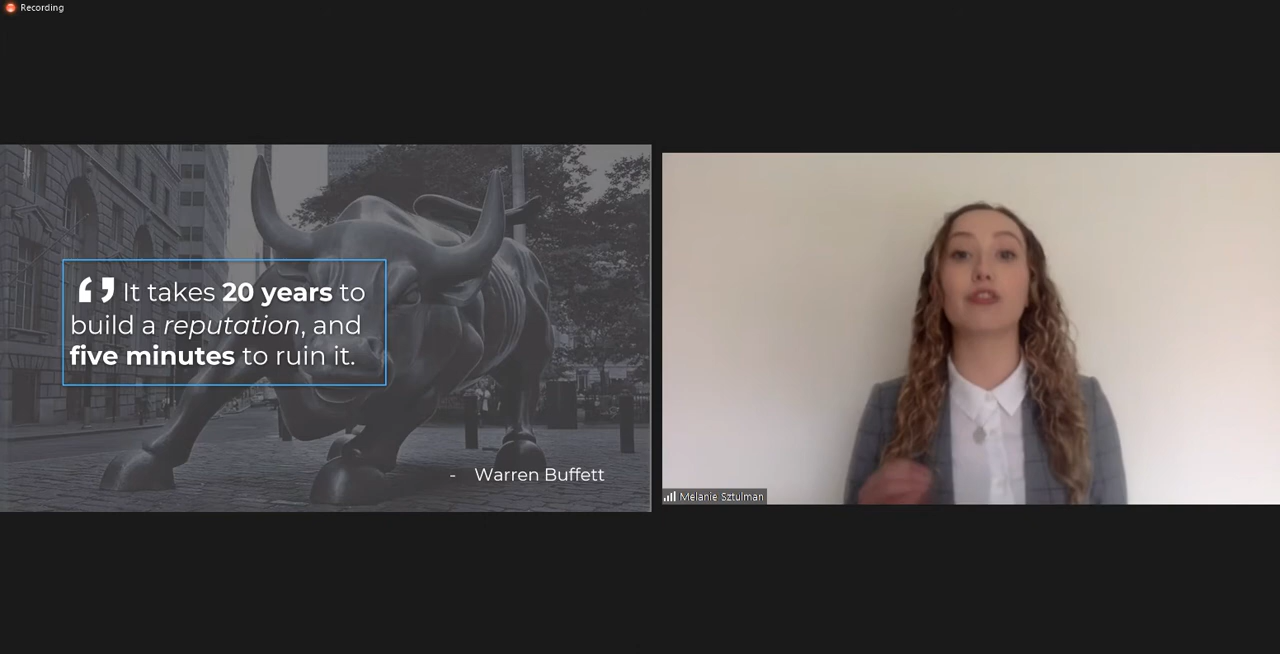 Recording
❛❜ It takes 20 years to
build a reputation, and
five minutes to ruin it.
- Warren Buffett
Melanie Sztulman